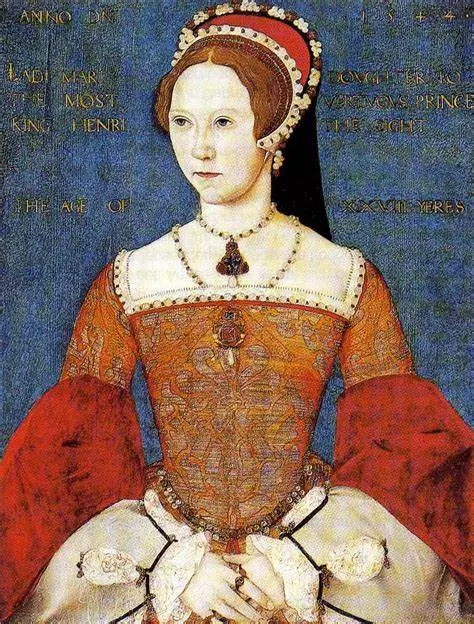 ANNO DNI 1544
LADI MARI DOVGHTER TO
THE MOST VERTVOVS PRINCE
KING HENRI THE EIGHT
THE AGE OF XXVIII YERES